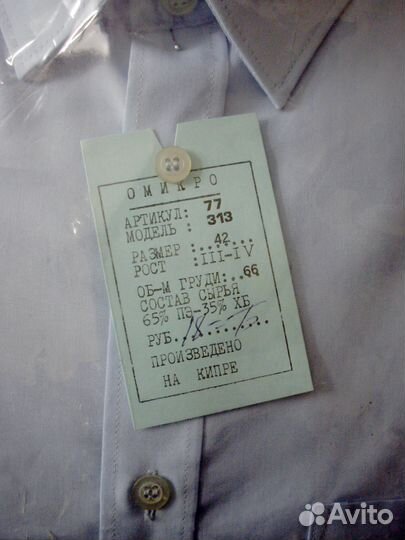 ОМИКРО
АРТИКУЛ: 77
МОДЕЛЬ : 313
РАЗМЕР :..42....
РОСТ :III-IV
ОБ-М ГРУДИ:..66
СОСТАВ СЫРЬЯ
65% ПЭ-35% ХБ
РУБ.
ПРОИЗВЕДЕНО
НА КИПРЕ
Avito